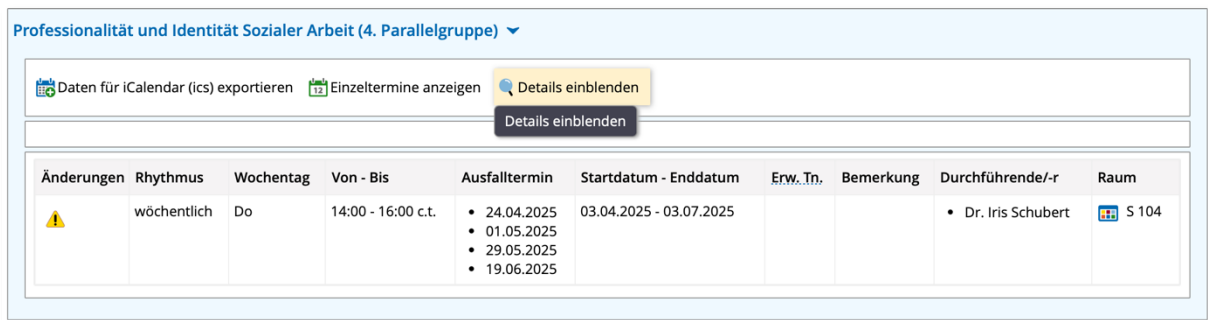 Professionalität und Identität Sozialer Arbeit (4. Parallelgruppe)
Daten für iCalendar (ics) exportieren 12 Einzeltermine anzeigen Details einblenden
Details einblenden
Änderungen Rhythmus Wochentag Von - Bis Ausfalltermin Startdatum - Enddatum Erw. Tn. Bemerkung Durchführende/-r Raum
wöchentlich Do 14:00 - 16:00 c.t. • 24.04.2025 03.04.2025 - 03.07.2025 • Dr. Iris Schubert S 104
• 01.05.2025
• 29.05.2025
• 19.06.2025